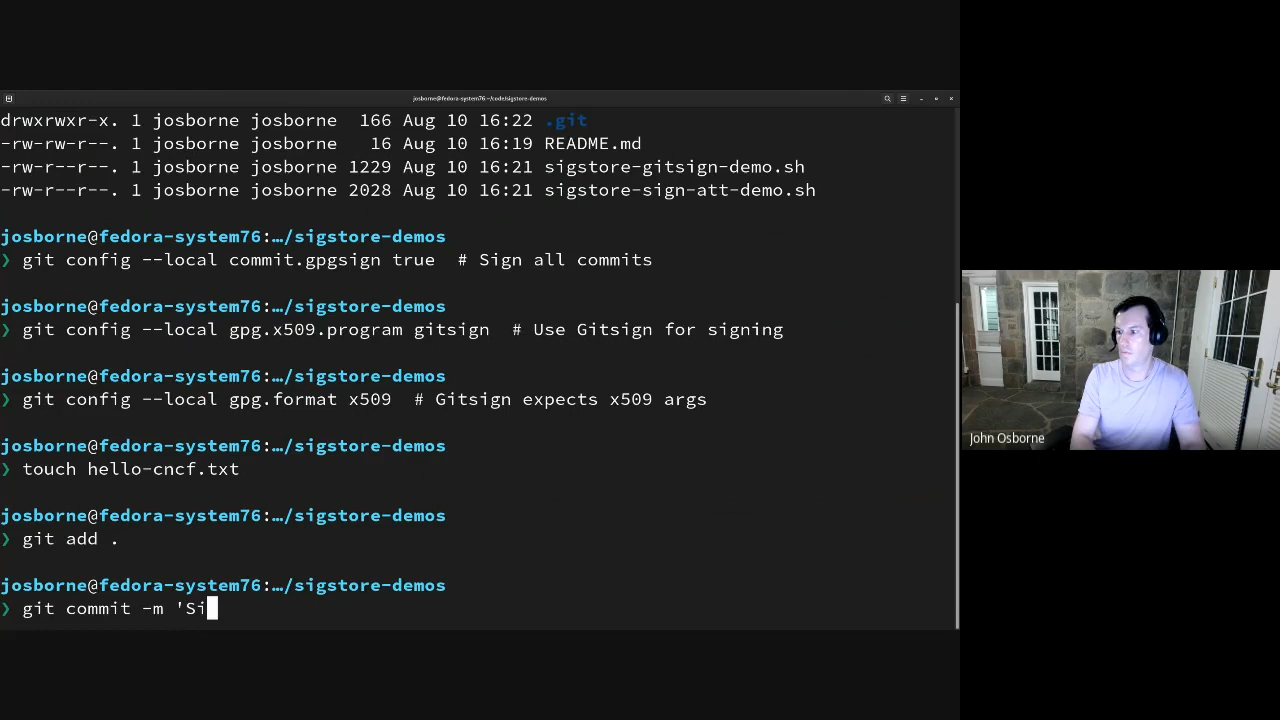 josborne@fedora-system76:~/code/sigstore-demos
drwxrwxr-x. 1 josborne josborne  166 Aug 10 16:22 .git
-rw-rw-r--. 1 josborne josborne   16 Aug 10 16:19 README.md
-rw-r--r--. 1 josborne josborne 1229 Aug 10 16:21 sigstore-gitsign-demo.sh
-rw-r--r--. 1 josborne josborne 2028 Aug 10 16:21 sigstore-sign-att-demo.sh
josborne@fedora-system76:…/sigstore-demos
❯ git config --local commit.gpgsign true  # Sign all commits
josborne@fedora-system76:…/sigstore-demos
❯ git config --local gpg.x509.program gitsign  # Use Gitsign for signing
josborne@fedora-system76:…/sigstore-demos
❯ git config --local gpg.format x509  # Gitsign expects x509 args
josborne@fedora-system76:…/sigstore-demos
❯ touch hello-cncf.txt
josborne@fedora-system76:…/sigstore-demos
❯ git add .
josborne@fedora-system76:…/sigstore-demos
❯ git commit -m 'Si
John Osborne